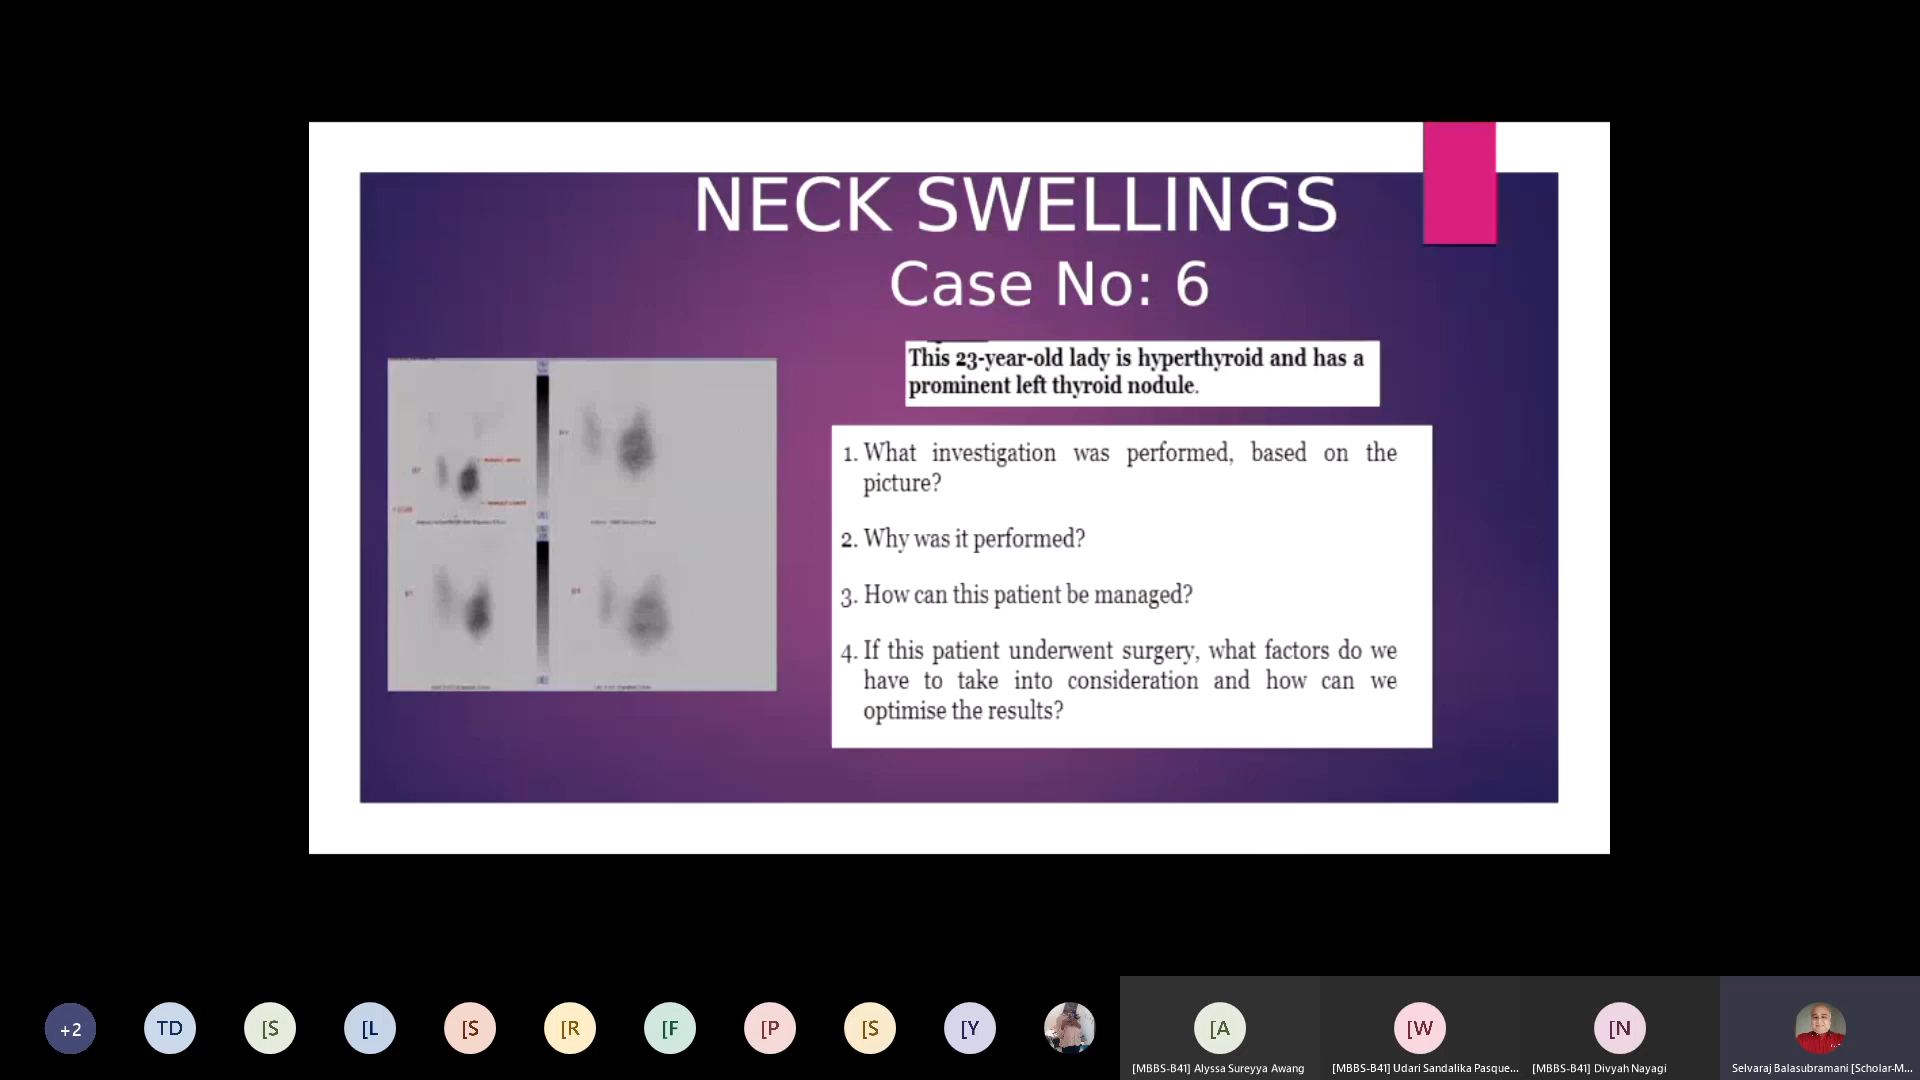 NECK SWELLINGS
Case No: 6
This 23-year-old lady is hyperthyroid and has a
prominent left thyroid nodule.
1. What investigation was performed, based on the
picture?
2. Why was it performed?
3. How can this patient be managed?
4. If this patient underwent surgery, what factors do we
have to take into consideration and how can we
optimise the results?
+2
TD
[S
[L
[S
[R
[F
[P
[S
[Y
[A
[W
[N
[MBBS-B41] Alyssa Sureyya Awang
[MBBS-B41] Udari Sandalika Pasque...
[MBBS-B41] Divyah Nayagi
Selvaraj Balasubramani [Scholar-M...